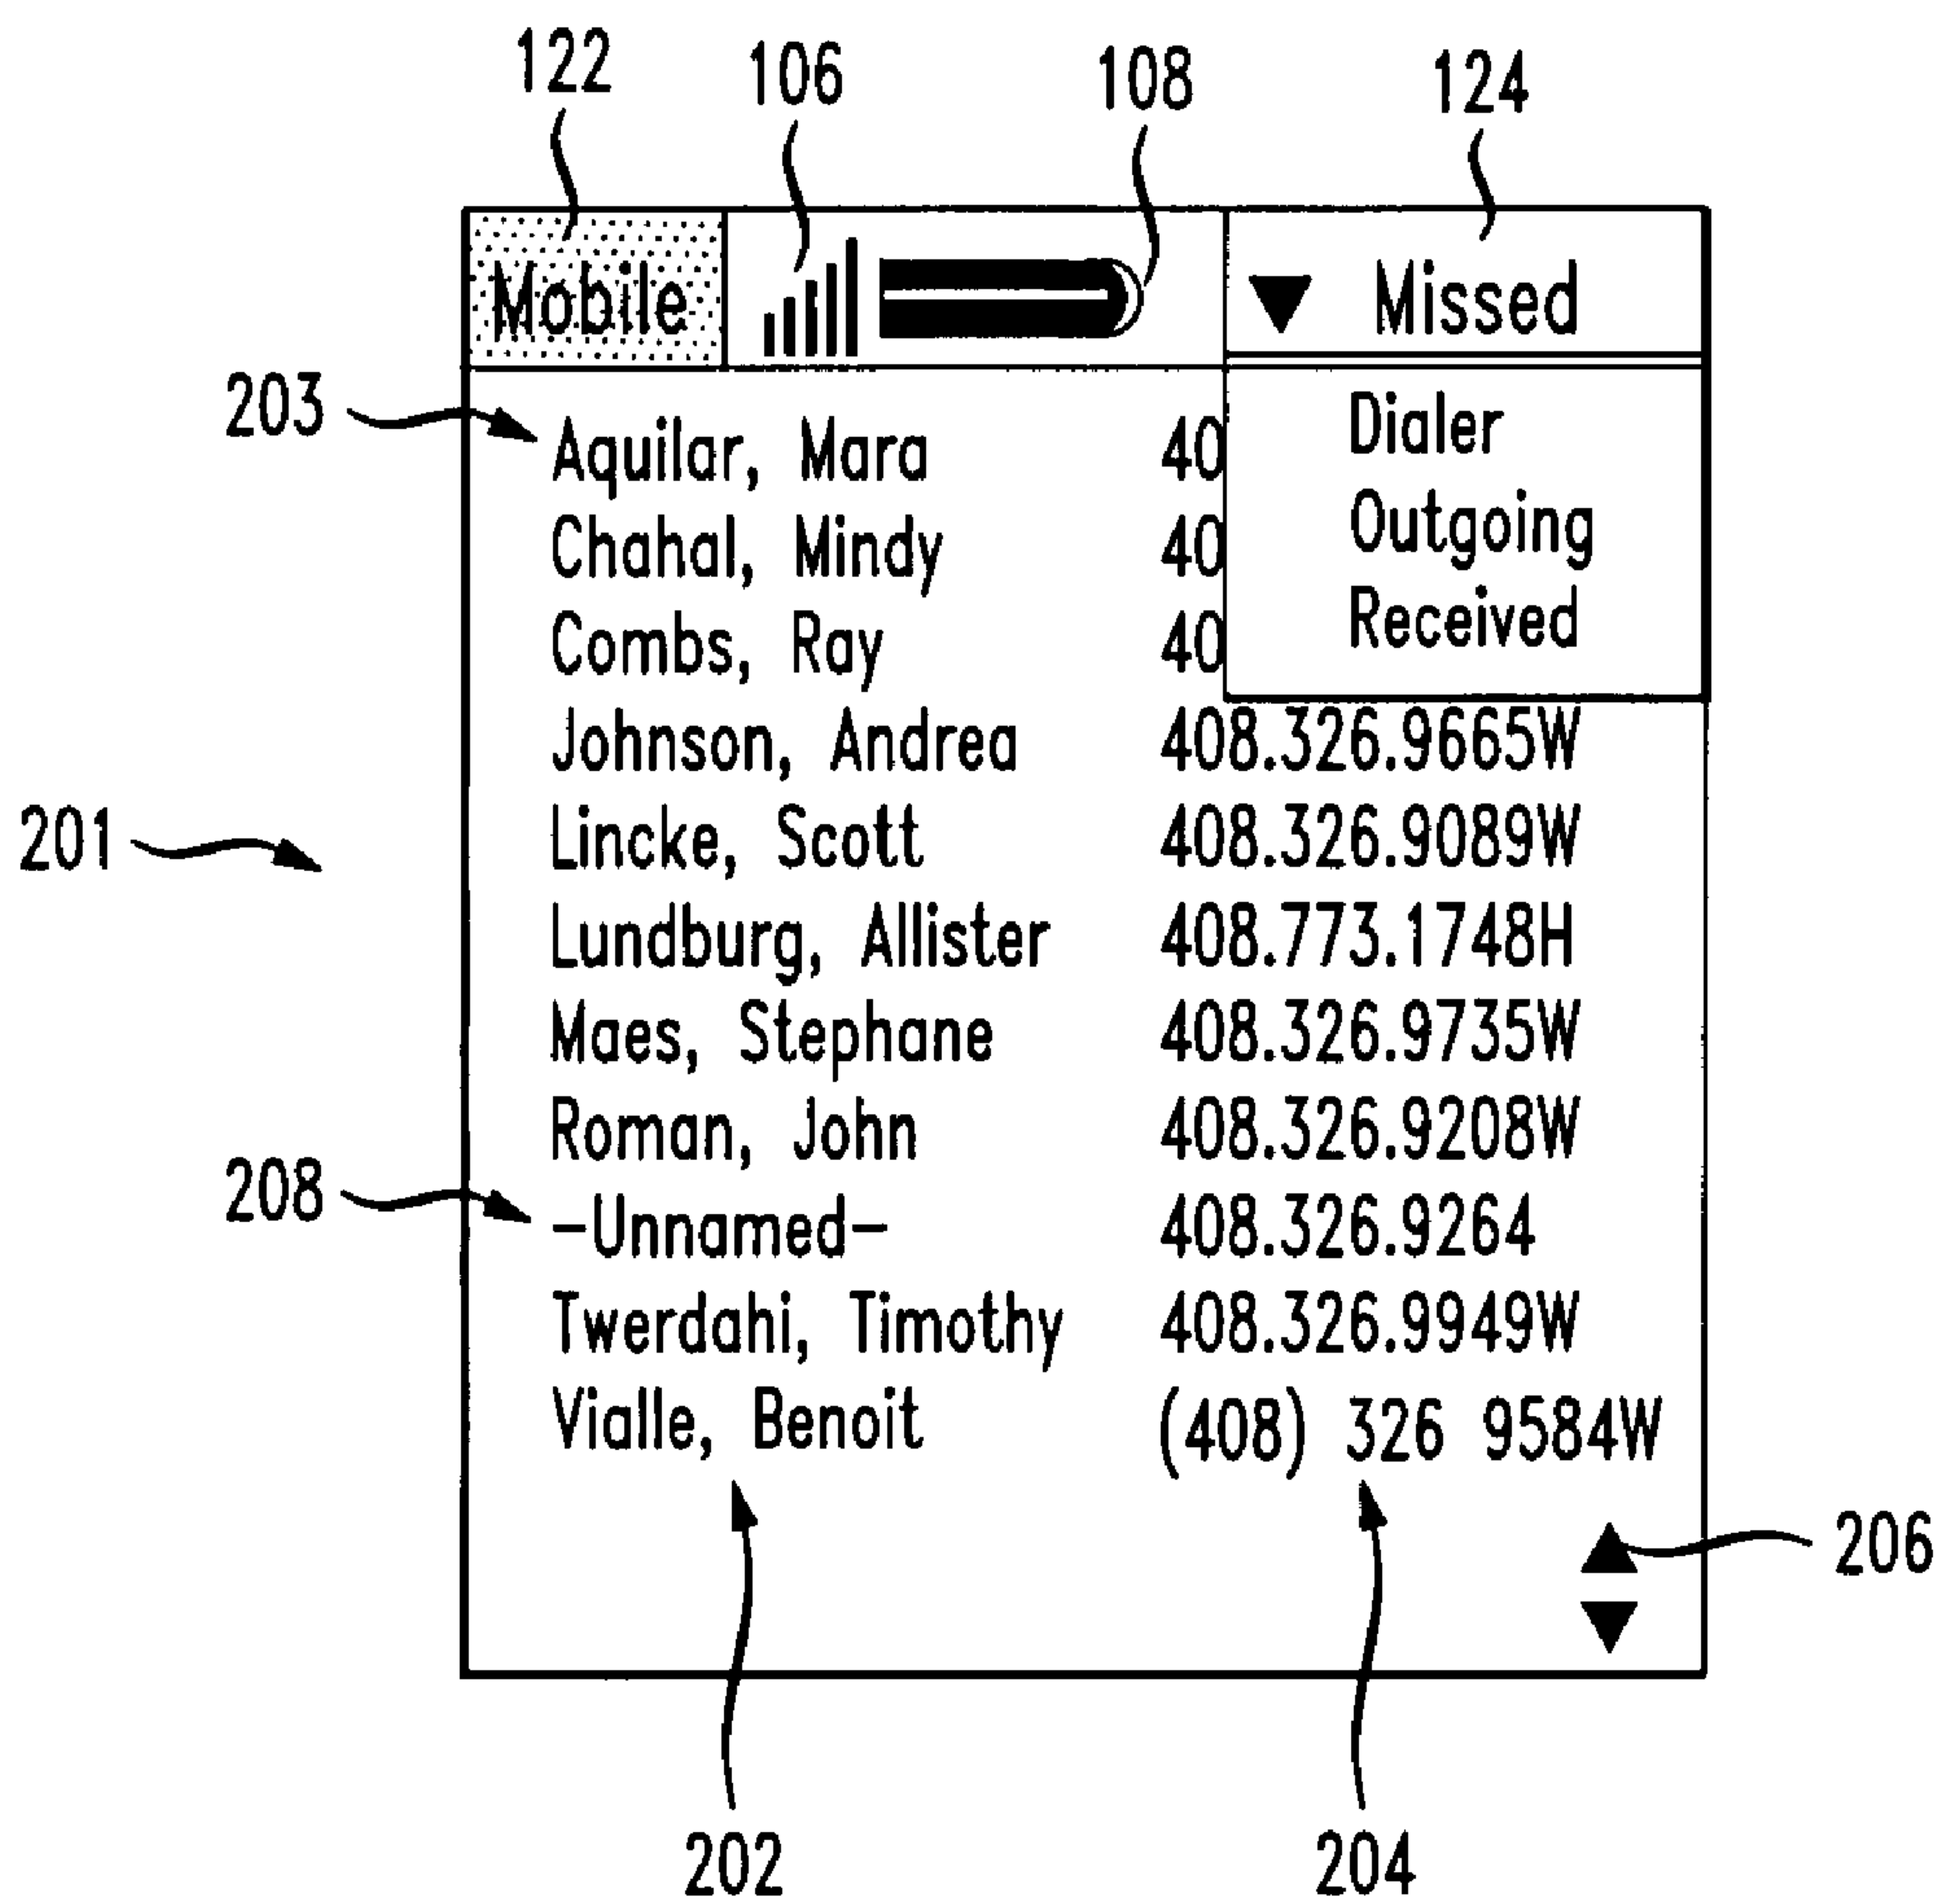 122 106 108 124
Mobile Missed
203
Dialer
Aquilar, Mara 40
Outgoing
Chahal, Mindy 40
Received
Combs, Ray 40
Johnson, Andrea 408.326.9665W
201
Lincke, Scott 408.326.9089W
Lundburg, Allister 408.773.1748H
Maes, Stephane 408.326.9735W
Roman, John 408.326.9208W
208
-Unnamed- 408.326.9264
Twerdahi, Timothy 408.326.9949W
Vialle, Benoit (408) 326 9584W
206
202 204